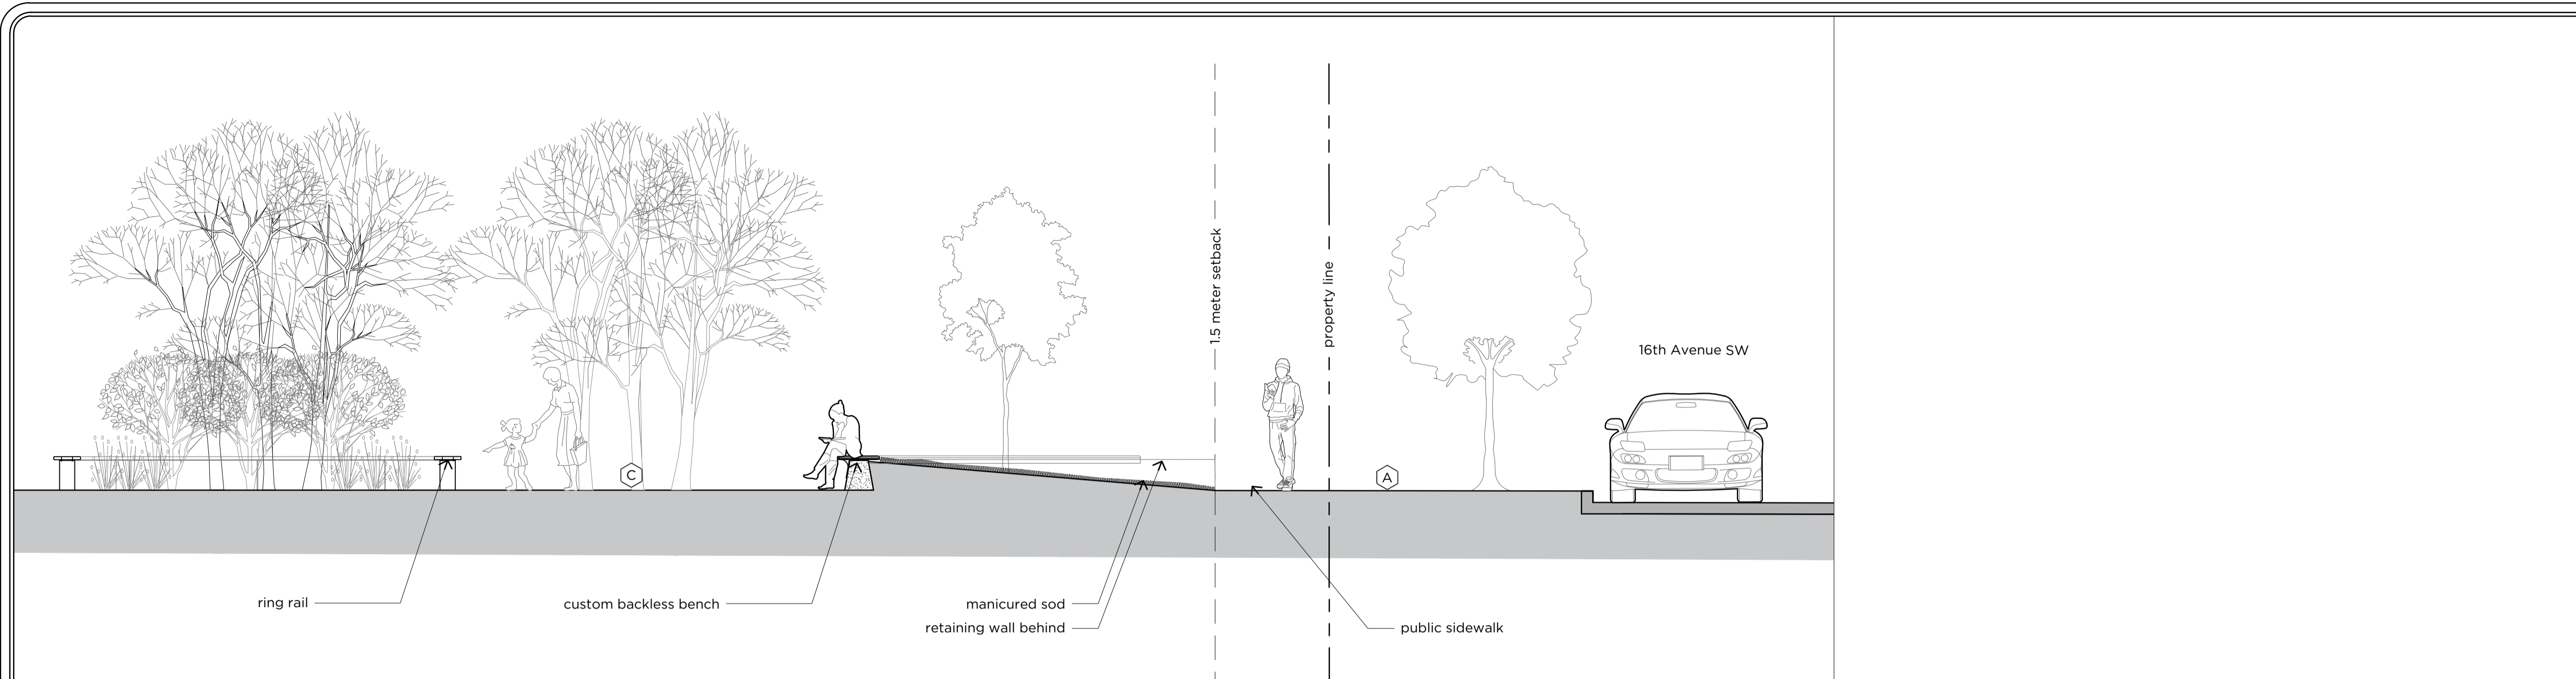 1.5 meter setback
property line
16th Avenue SW
C
A
ring rail
custom backless bench
manicured sod
retaining wall behind
public sidewalk